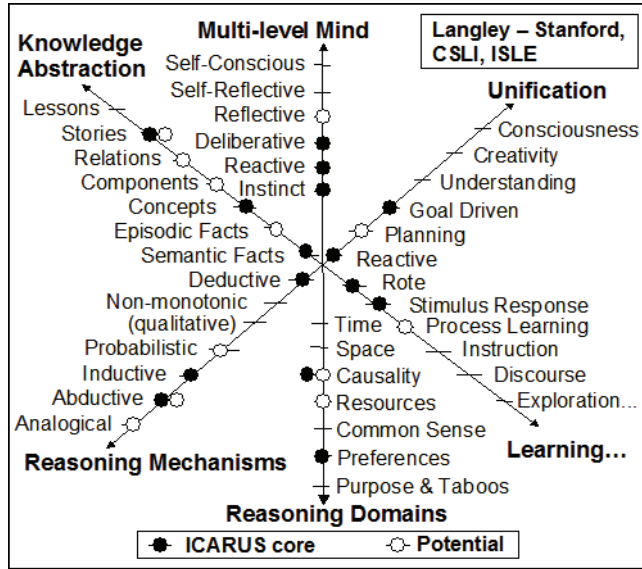 Multi-level Mind
Langley – Stanford,
CSLI, ISLE
Knowledge
Abstraction
Self-Conscious
Self-Reflective
Reflective
Deliberative
Reactive
Instinct
Unification
Consciousness
Creativity
Understanding
Goal Driven
Planning
Reactive
Lessons
Stories
Relations
Components
Concepts
Episodic Facts
Semantic Facts
Deductive
Non-monotonic
(qualitative)
Probabilistic
Inductive
Abductive
Analogical
Reasoning Mechanisms
Rote
Stimulus Response
Process Learning
Instruction
Discourse
Exploration...
Learning...
Time
Space
Causality
Resources
Common Sense
Preferences
Purpose & Taboos
Reasoning Domains
ICARUS core
Potential